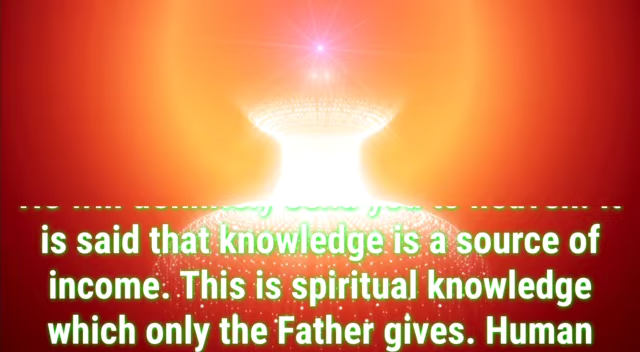 is said that knowledge is a source of
income. This is spiritual knowledge
which only the Father gives. Human